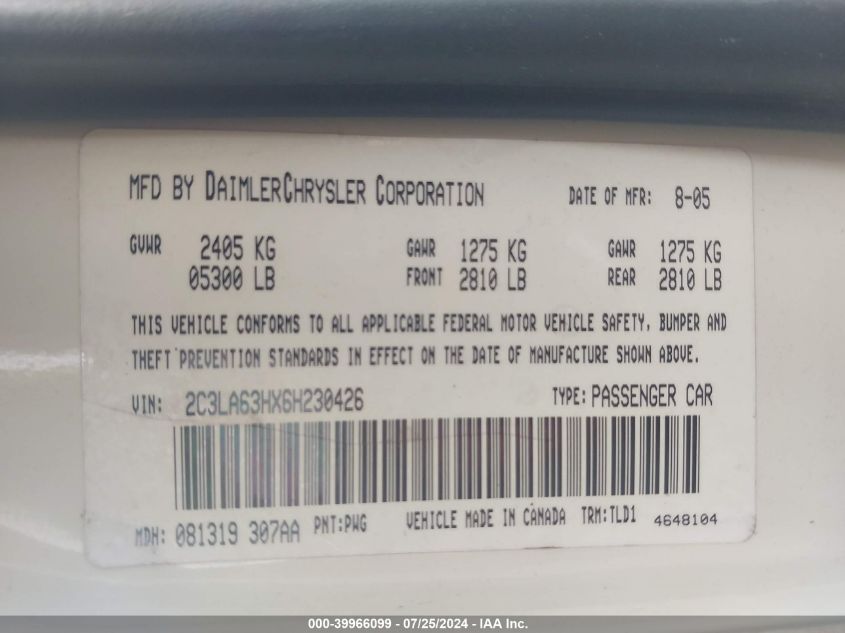 MFD BY DAIMLERCHRYSLER CORPORATION DATE OF MFR: 8-05
GVWR 2405 KG GAWR 1275 KG GAWR 1275 KG
05300 LB FRONT 2810 LB REAR 2810 LB
THIS VEHICLE CONFORMS TO ALL APPLICABLE FEDERAL MOTOR VEHICLE SAFETY, BUMPER AND
THEFT PREVENTION STANDARDS IN EFFECT ON THE DATE OF MANUFACTURE SHOWN ABOVE.
VIN: 2C3LA63HX6H230426 TYPE: PASSENGER CAR
MDH: 081319 307AA PNT:PWG VEHICLE MADE IN CANADA TRM:TLD1 4648104
000-39966099 - 07/25/2024 - IAA Inc.